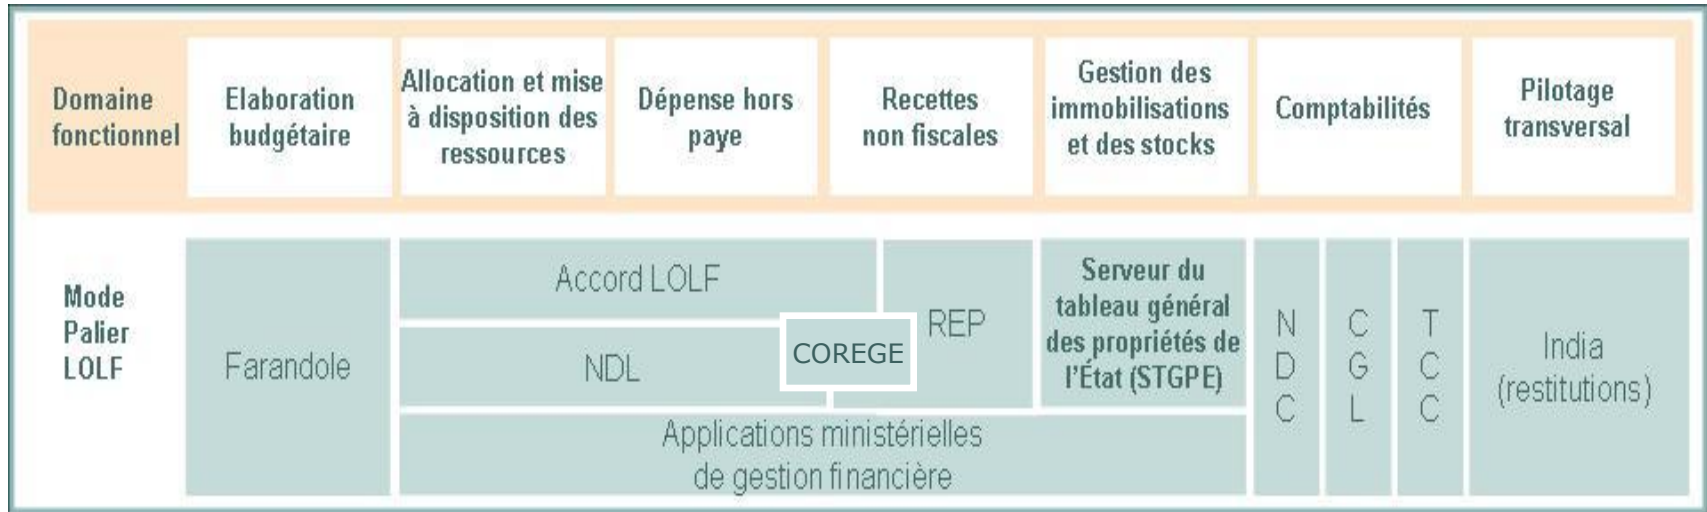 Domaine
fonctionnel
Elaboration
budgétaire
Allocation et mise
à disposition des
ressources
Dépense hors
paye
Recettes
non fiscales
Gestion des
immobilisations
et des stocks
Comptabilités
Pilotage
transversal
Mode
Palier
LOLF
Farandole
Accord LOLF
NDL
COREGE
REP
Applications ministérielles
de gestion financière
Serveur du
tableau général
des propriétés de
l'État (STGPE)
N
D
C
C
G
L
T
C
C
India
(restitutions)